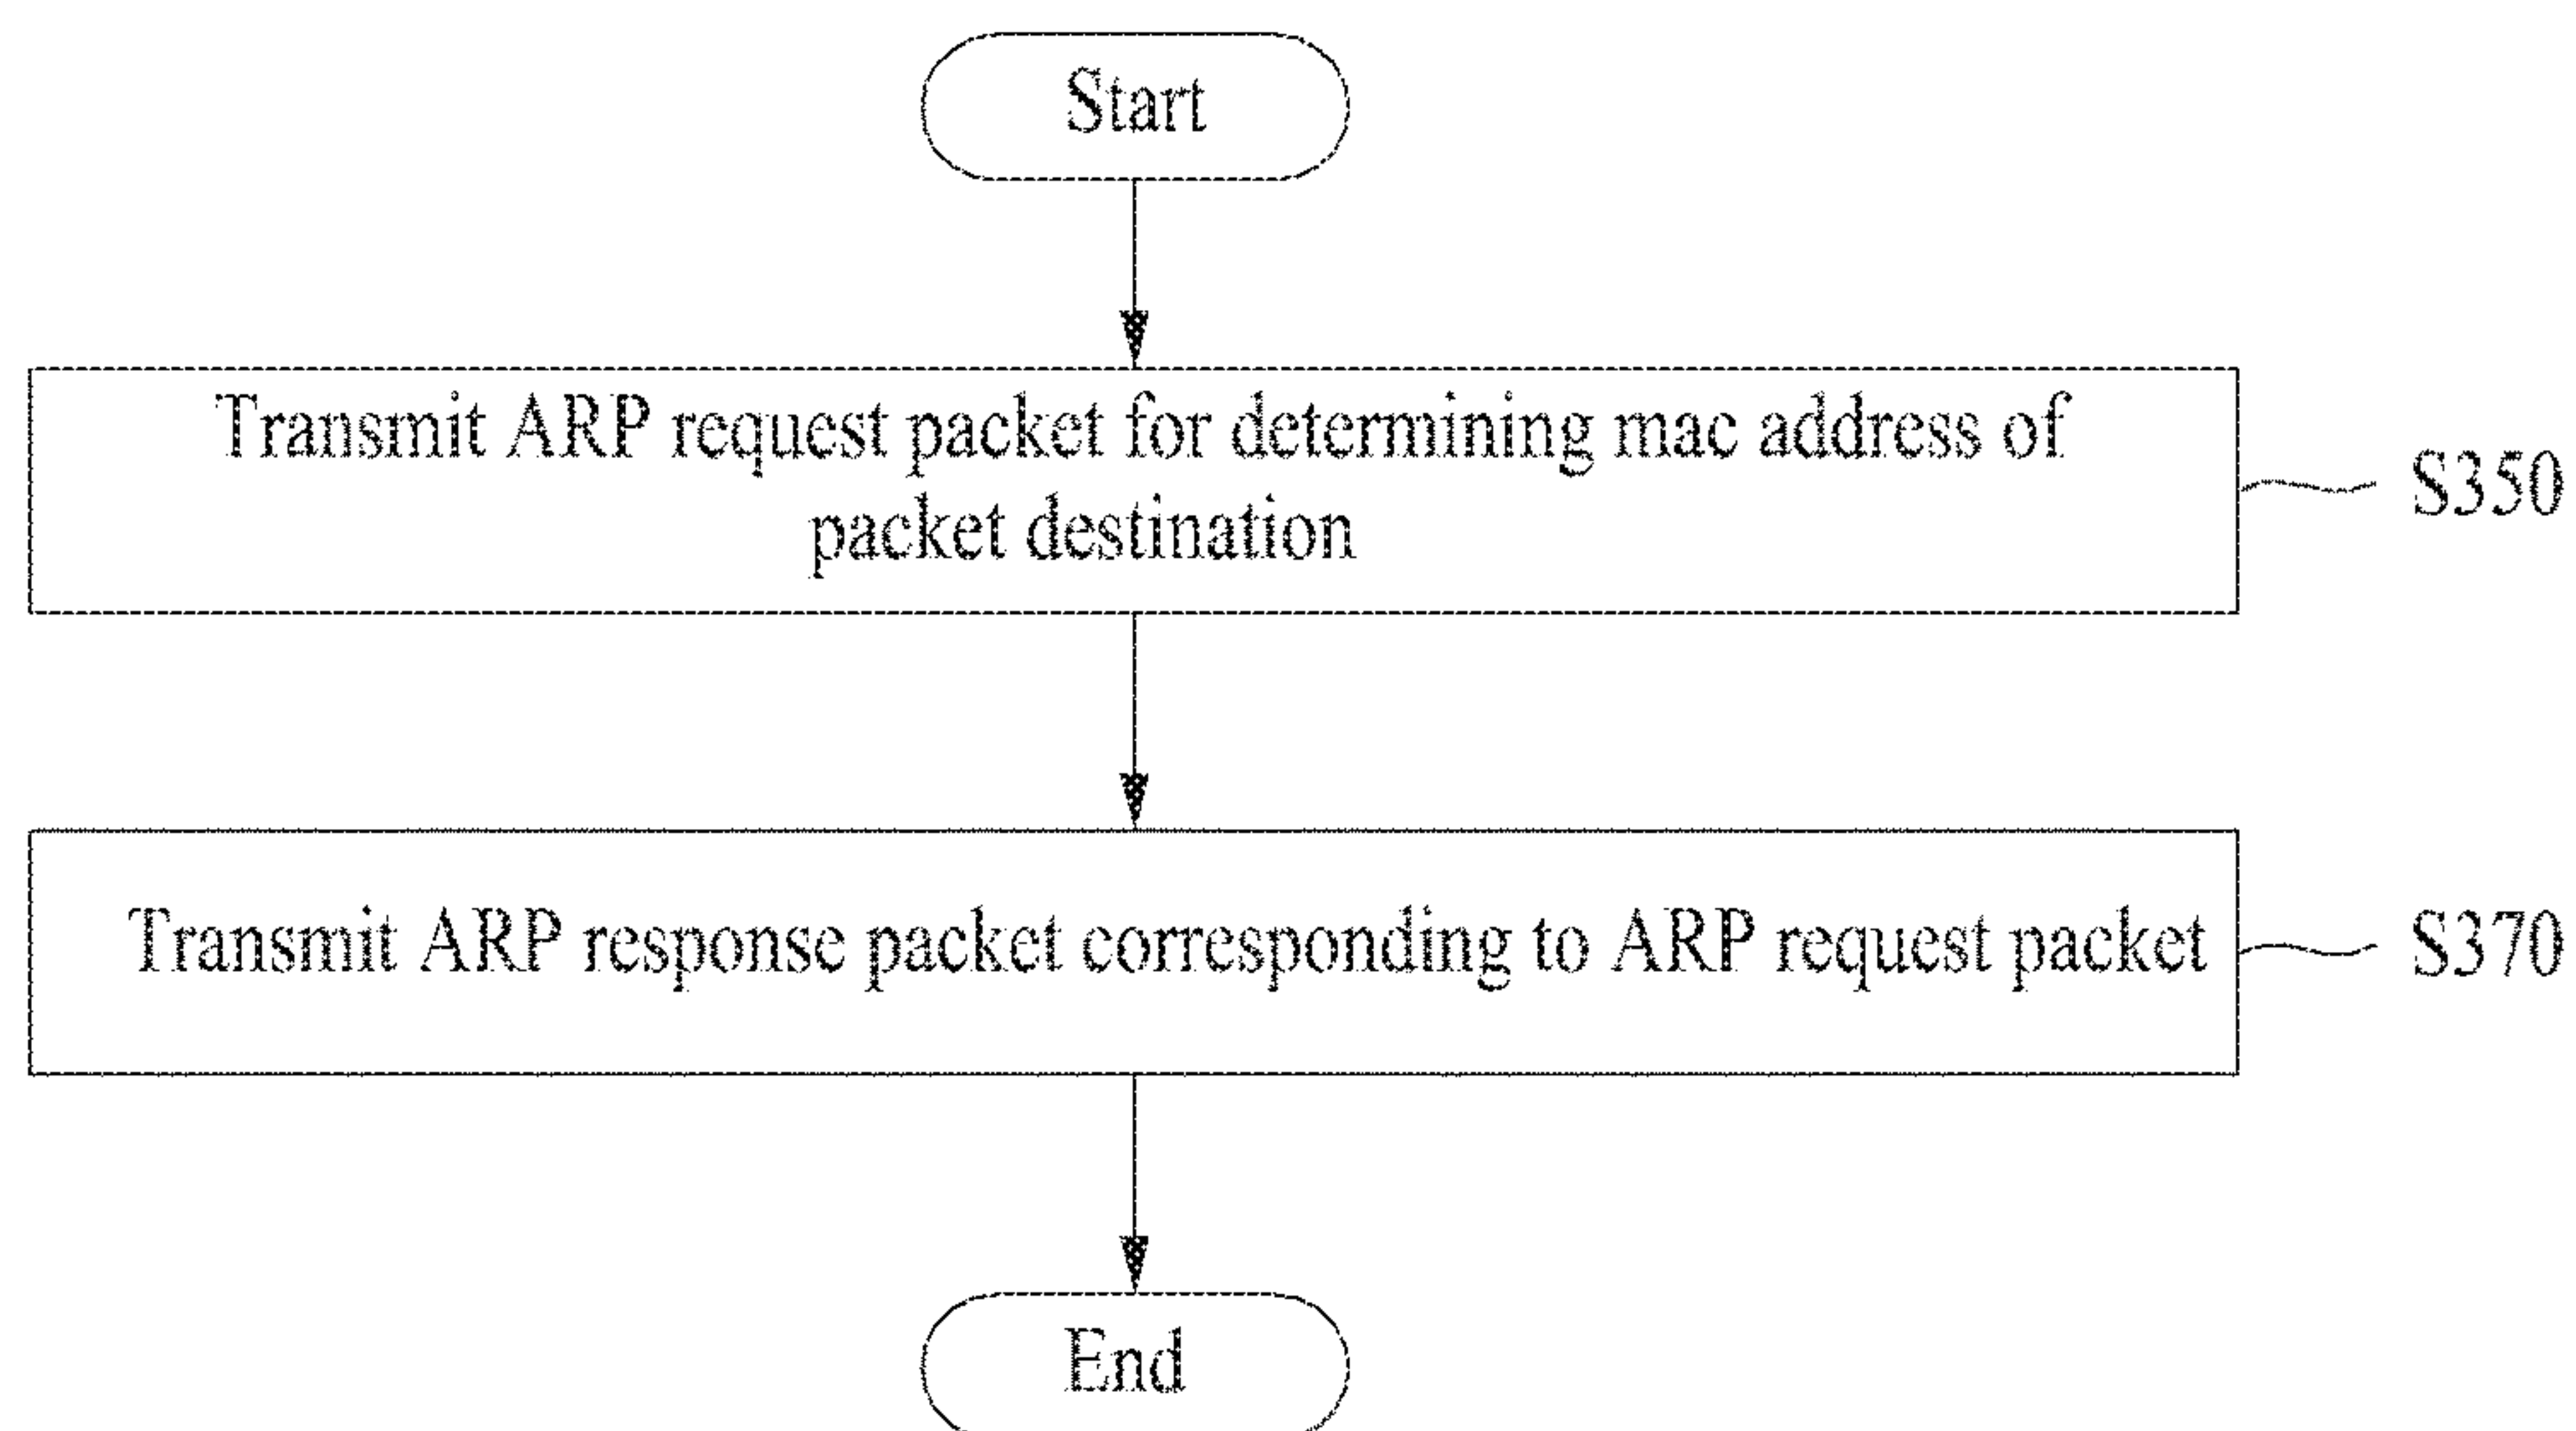 Start
Transmit ARP request packet for determining mac address of
packet destination
S350
Transmit ARP response packet corresponding to ARP request packet
S370
End